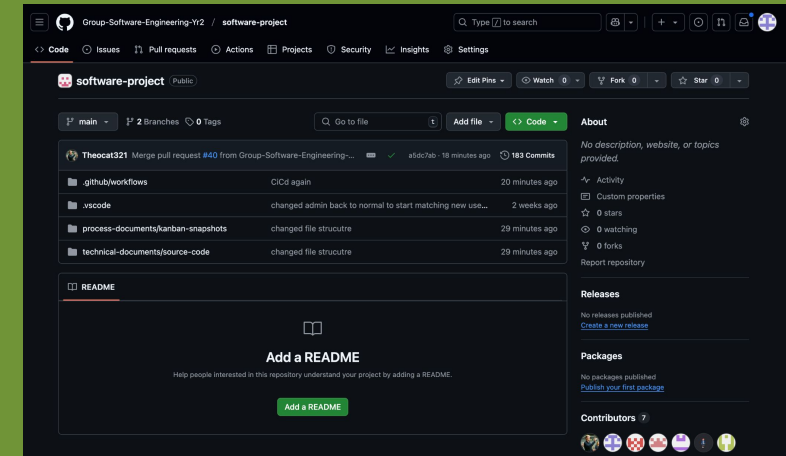 Group-Software-Engineering-Yr2 / software-project
Type / to search
Code Issues Pull requests Actions Projects Security Insights Settings
software-project Public
Edit Pins Watch 0 Fork 0 Star 0
main 2 Branches 0 Tags Go to file t Add file Code
Theocat321 Merge pull request #40 from Group-Software-Engineering-... a5dc7ab · 18 minutes ago 183 Commits
.github/workflows CiCd again 20 minutes ago
.vscode changed admin back to normal to start matching new use... 2 weeks ago
process-documents/kanban-snapshots changed file strucutre 29 minutes ago
technical-documents/source-code changed file strucutre 29 minutes ago
README
Add a README
Help people interested in this repository understand your project by adding a README.
Add a README
About
No description, website, or topics
provided.
Activity
Custom properties
0 stars
0 watching
0 forks
Report repository
Releases
No releases published
Create a new release
Packages
No packages published
Publish your first package
Contributors 7